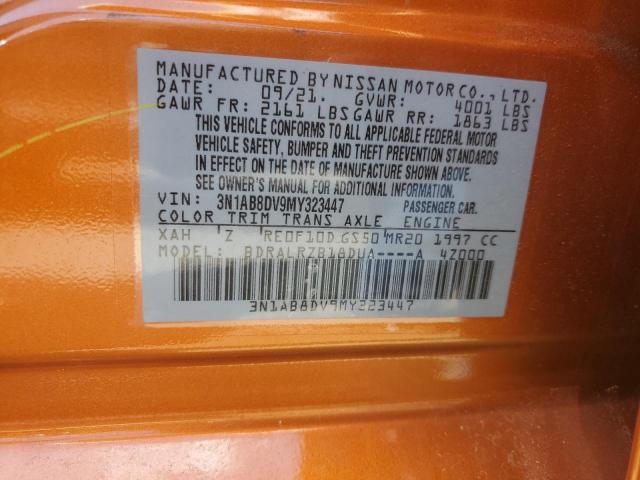 MANUFACTURED BY NISSAN MOTOR CO., LTD.
DATE: 09/21. GVWR: 4001 LBS
GAWR FR: 2161 LBS GAWR RR: 1863 LBS
THIS VEHICLE CONFORMS TO ALL APPLICABLE FEDERAL MOTOR
VEHICLE SAFETY, BUMPER AND THEFT PREVENTION STANDARDS
IN EFFECT ON THE DATE OF MANUFACTURE SHOWN ABOVE.
SEE OWNER'S MANUAL FOR ADDITIONAL INFORMATION
VIN: 3N1AB8DV9MY323447 PASSENGER CAR.
COLOR TRIM TRANS AXLE ENGINE
XAH Z RE0F10D GS50 MR20 1997 CC
MODEL: BDRALRZB18DUA----A 4Z000
3N1AB8DV9MY223447